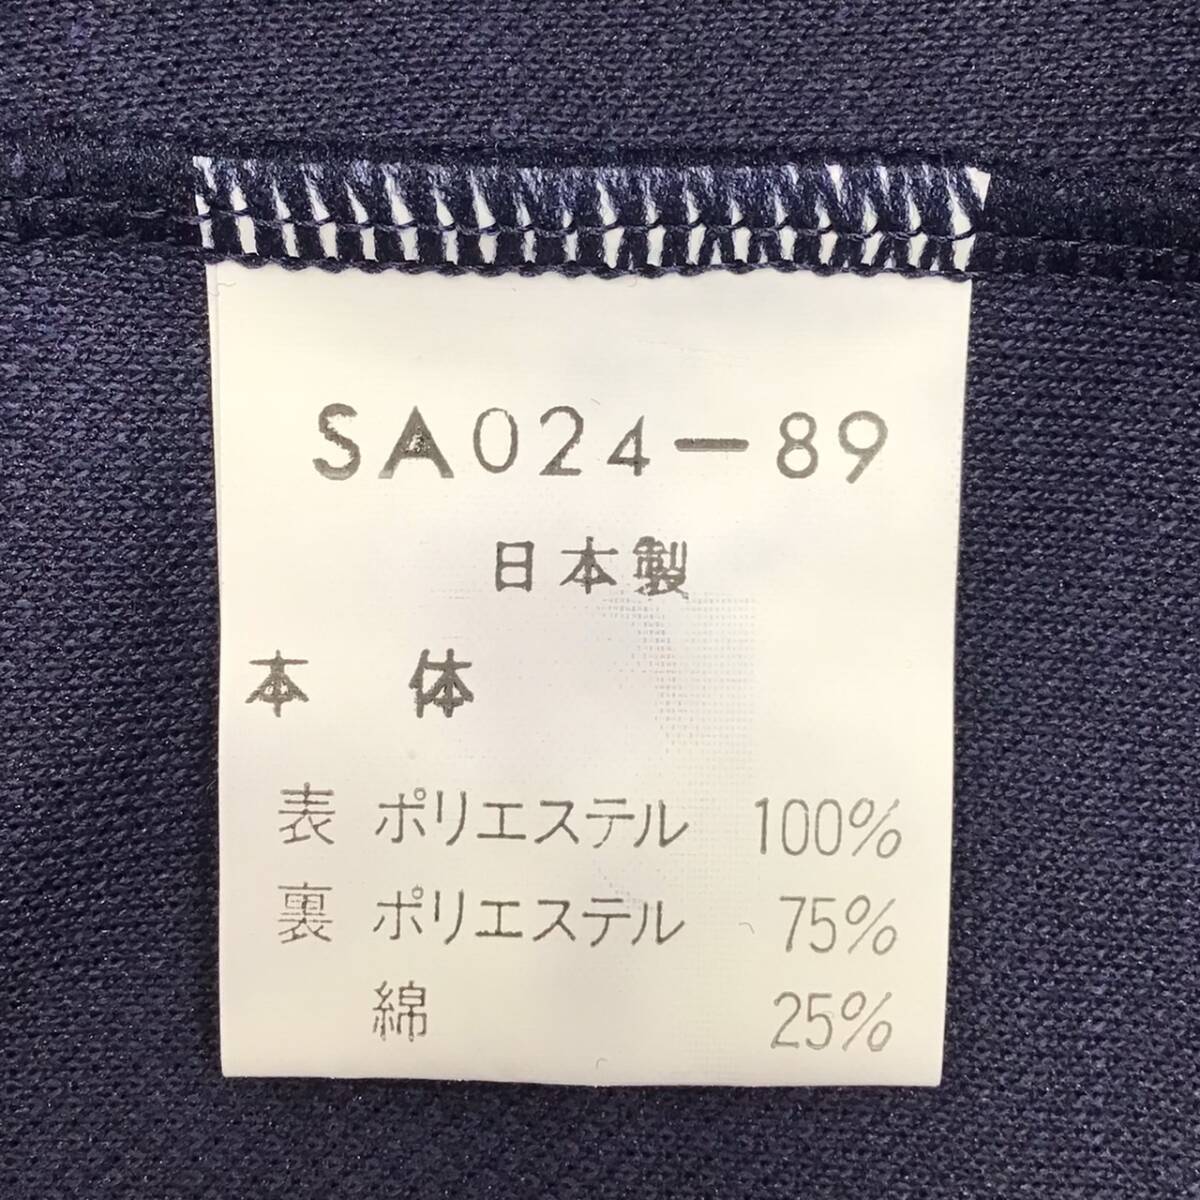 SA024-89
日本製
本 体
表 ポリエステル 100%
裏 ポリエステル 75%
綿 25%